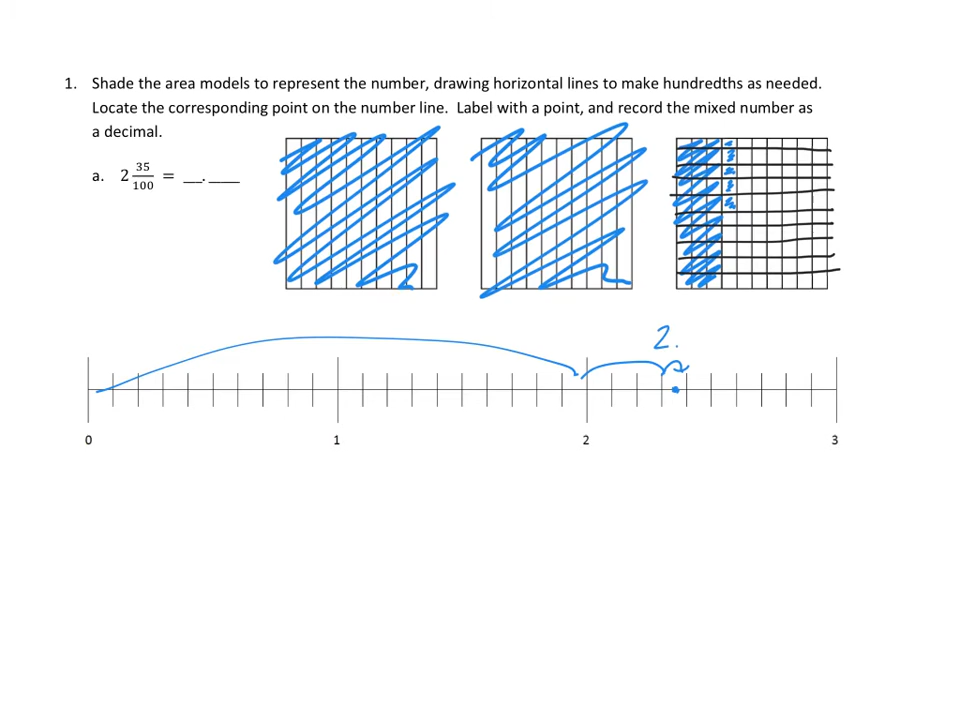 1. Shade the area models to represent the number, drawing horizontal lines to make hundredths as needed.
Locate the corresponding point on the number line. Label with a point, and record the mixed number as
a decimal.
a. 2 35/100 = __.____
2.
0 1 2 3